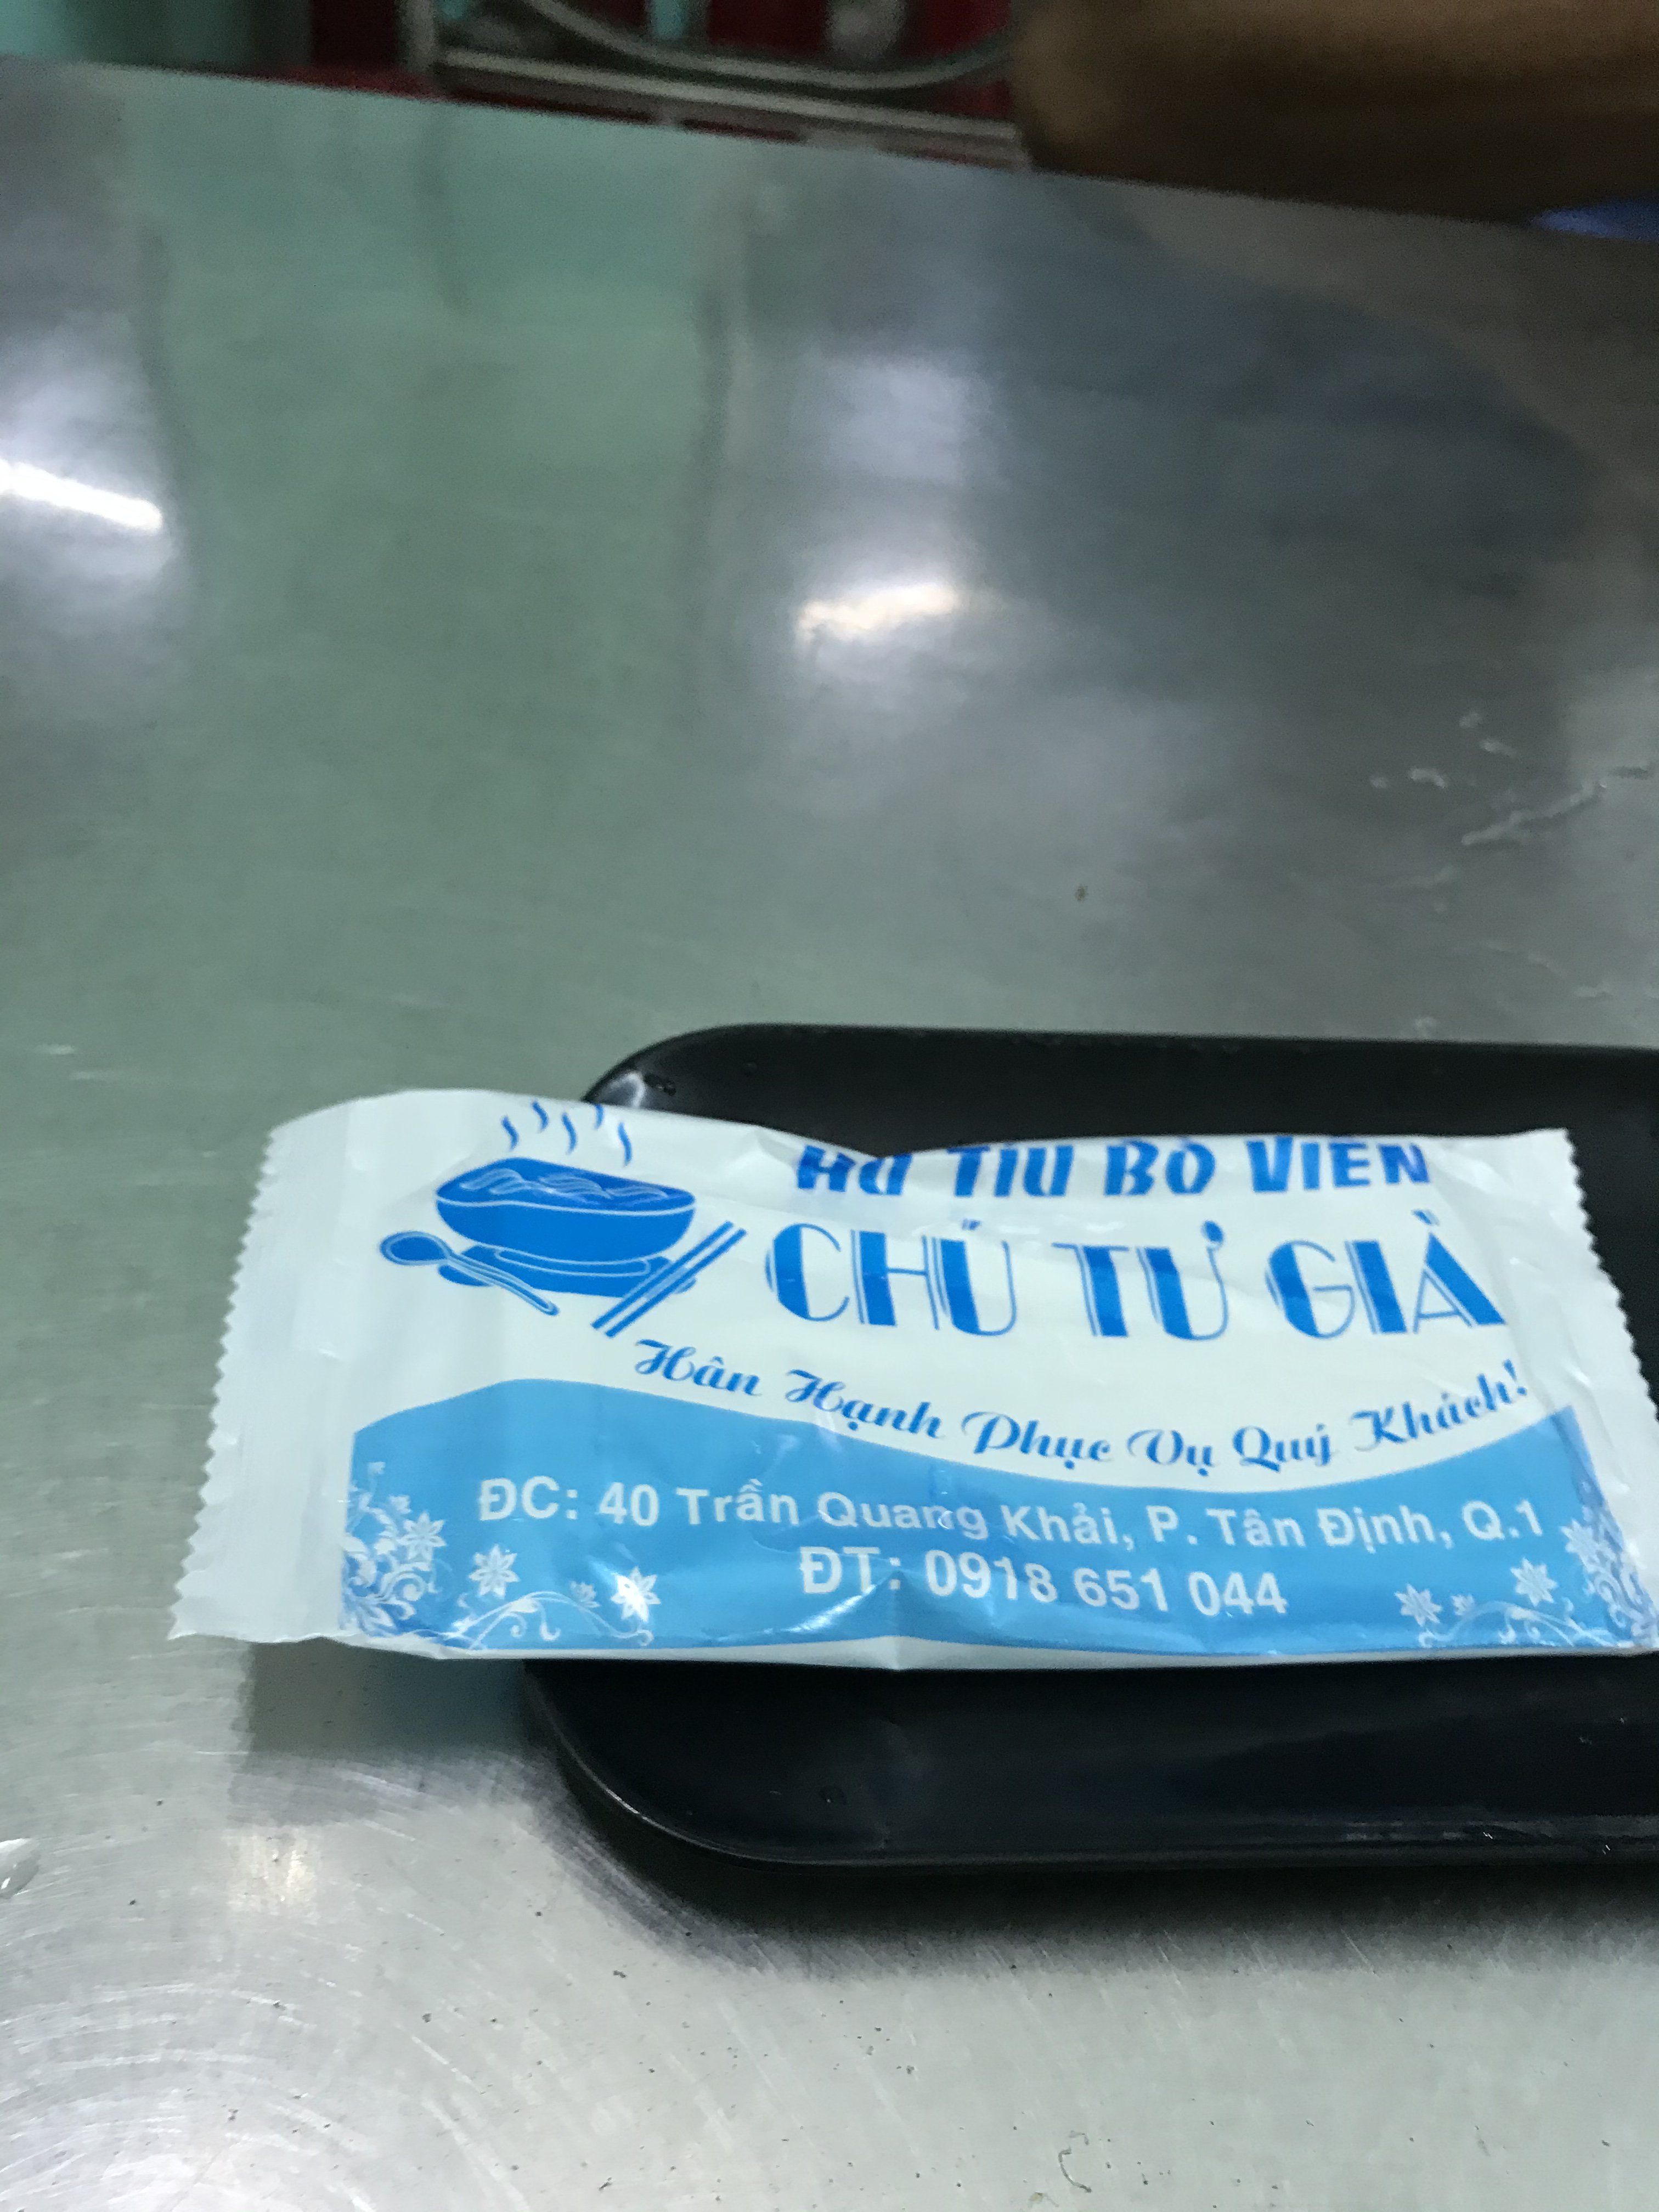 HỦ TIU BÒ VIÊN
CHÚ TƯ GIÀ
Hân Hạnh Phục Vụ Quý Khách!
ĐC: 40 Trần Quang Khải, P. Tân Định, Q.1
ĐT: 0918 651 044